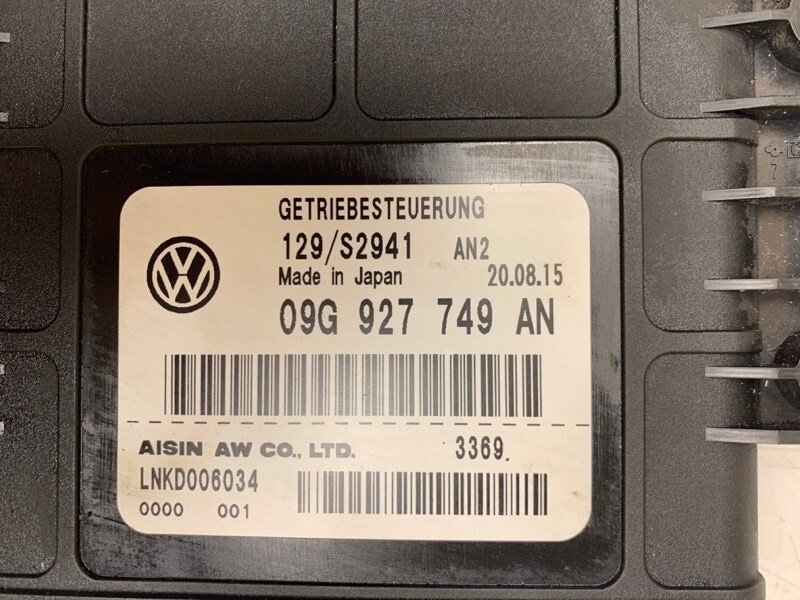 GETRIEBESTEUERUNG
129/S2941 AN2
Made in Japan 20.08.15
09G 927 749 AN
AISIN AW CO., LTD. 3369.
LNKD006034
0000 001
7